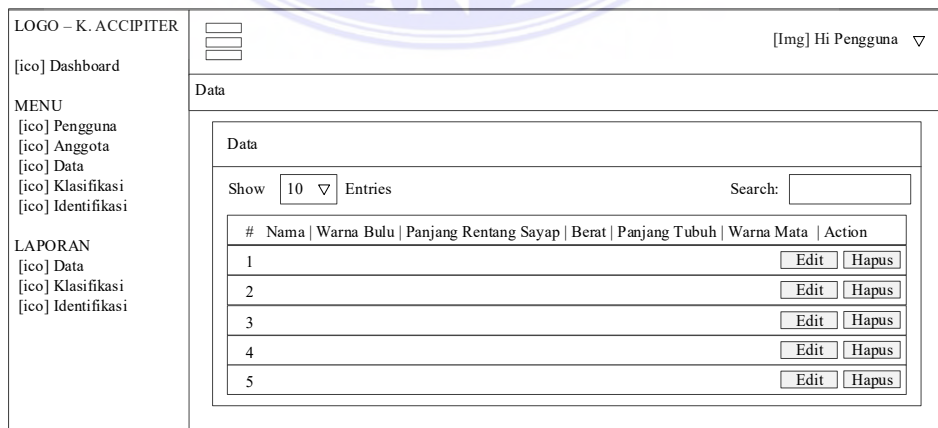 LOGO – K. ACCIPITER
[ico] Dashboard
MENU
[ico] Pengguna
[ico] Anggota
[ico] Data
[ico] Klasifikasi
[ico] Identifikasi
LAPORAN
[ico] Data
[ico] Klasifikasi
[ico] Identifikasi
[Img] Hi Pengguna
Data
Data
Show 10 Entries Search:
# Nama | Warna Bulu | Panjang Rentang Sayap | Berat | Panjang Tubuh | Warna Mata | Action
1 Edit Hapus
2 Edit Hapus
3 Edit Hapus
4 Edit Hapus
5 Edit Hapus